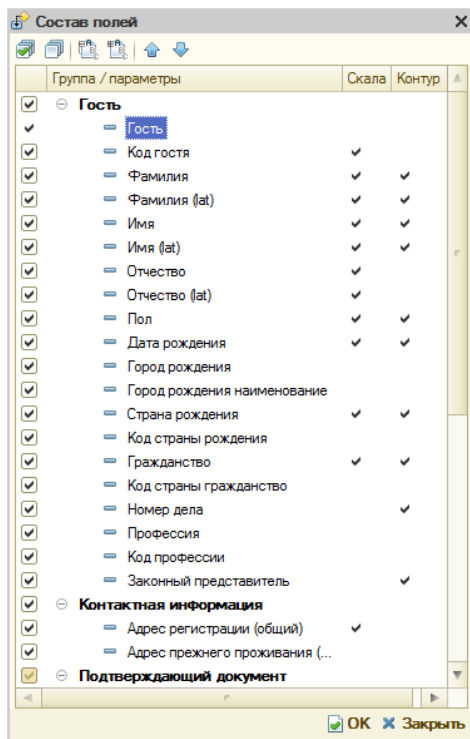 Состав полей
Группа / параметры Скала Контур
Гость
Гость
Код гостя
Фамилия
Фамилия (lat)
Имя
Имя (lat)
Отчество
Отчество (lat)
Пол
Дата рождения
Город рождения
Город рождения наименование
Страна рождения
Код страны рождения
Гражданство
Код страны гражданство
Номер дела
Профессия
Код профессии
Законный представитель
Контактная информация
Адрес регистрации (общий)
Адрес прежнего проживания (...
Подтверждающий документ
OK Закрыть